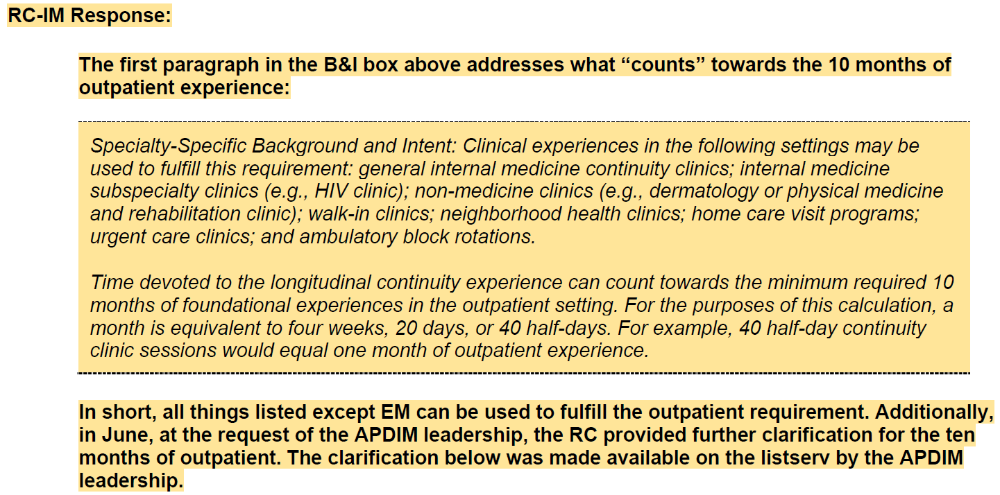 RC-IM Response:
The first paragraph in the B&I box above addresses what “counts” towards the 10 months of
outpatient experience:
Specialty-Specific Background and Intent: Clinical experiences in the following settings may be
used to fulfill this requirement: general internal medicine continuity clinics; internal medicine
subspecialty clinics (e.g., HIV clinic); non-medicine clinics (e.g., dermatology or physical medicine
and rehabilitation clinic); walk-in clinics; neighborhood health clinics; home care visit programs;
urgent care clinics; and ambulatory block rotations.
Time devoted to the longitudinal continuity experience can count towards the minimum required 10
months of foundational experiences in the outpatient setting. For the purposes of this calculation, a
month is equivalent to four weeks, 20 days, or 40 half-days. For example, 40 half-day continuity
clinic sessions would equal one month of outpatient experience.
In short, all things listed except EM can be used to fulfill the outpatient requirement. Additionally,
in June, at the request of the APDIM leadership, the RC provided further clarification for the ten
months of outpatient. The clarification below was made available on the listserv by the APDIM
leadership.